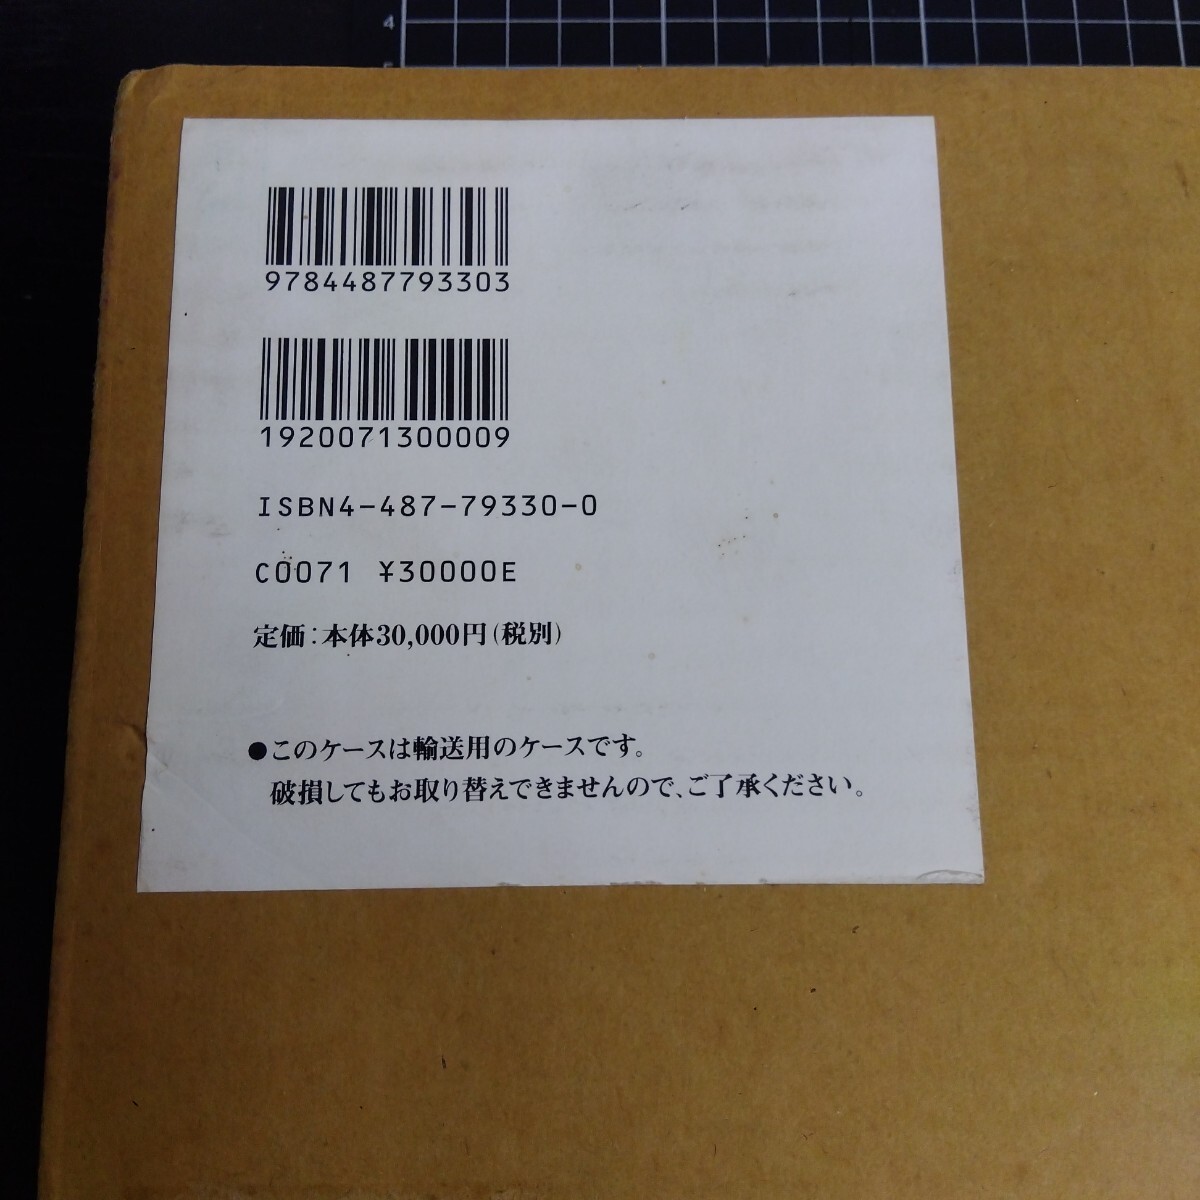 4
9784487793303
1920071300009
ISBN4-487-79330-0
C0071 ¥30000E
定価:本体30,000円(税別)
●このケースは輸送用のケースです。
破損してもお取り替えできませんので、ご了承ください。